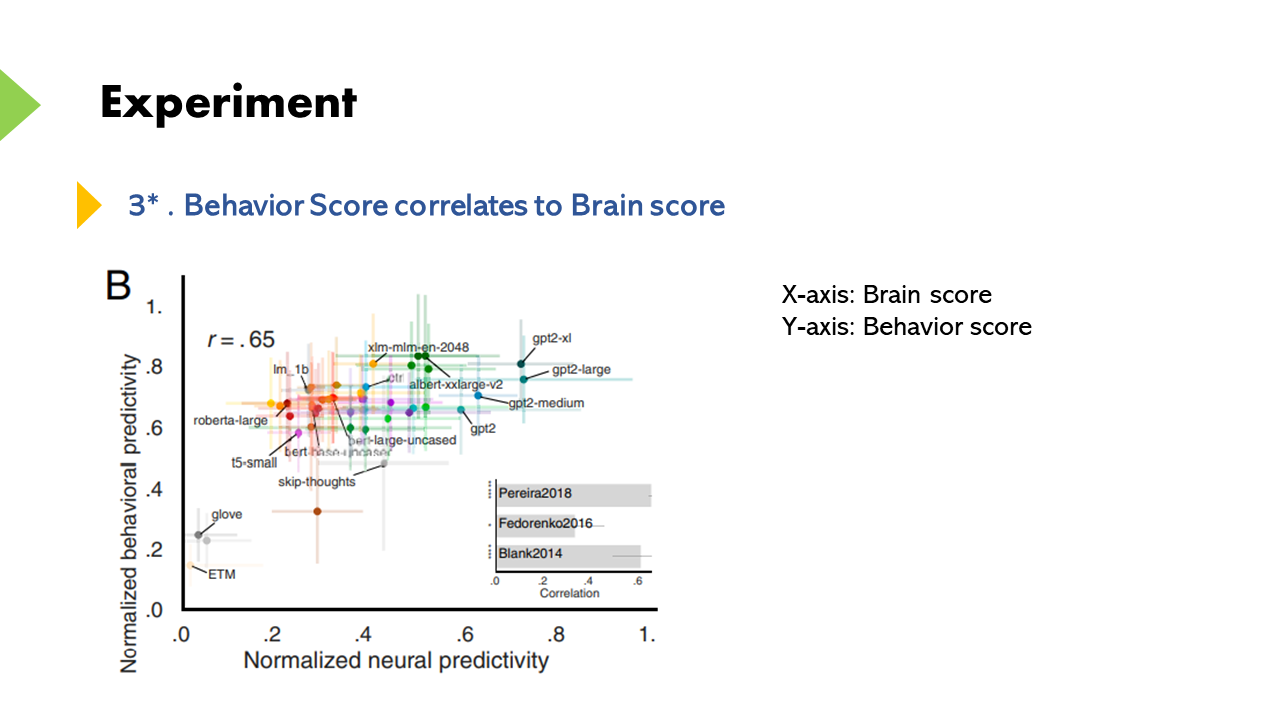 Experiment
3* . Behavior Score correlates to Brain score
X-axis: Brain score
Y-axis: Behavior score
B
r = .65
Normalized behavioral predictivity
1.
.8
.6
.4
.2
.0
xlm-mlm-en-2048
gpt2-xl
lm_1b
ctrl
albert-xxlarge-v2
gpt2-large
gpt2-medium
roberta-large
gpt2
bert-large-uncased
bert-base-uncased
t5-small
skip-thoughts
glove
ETM
Pereira2018
Fedorenko2016
Blank2014
.0 .2 .4 .6
Correlation
.0 .2 .4 .6 .8 1.
Normalized neural predictivity